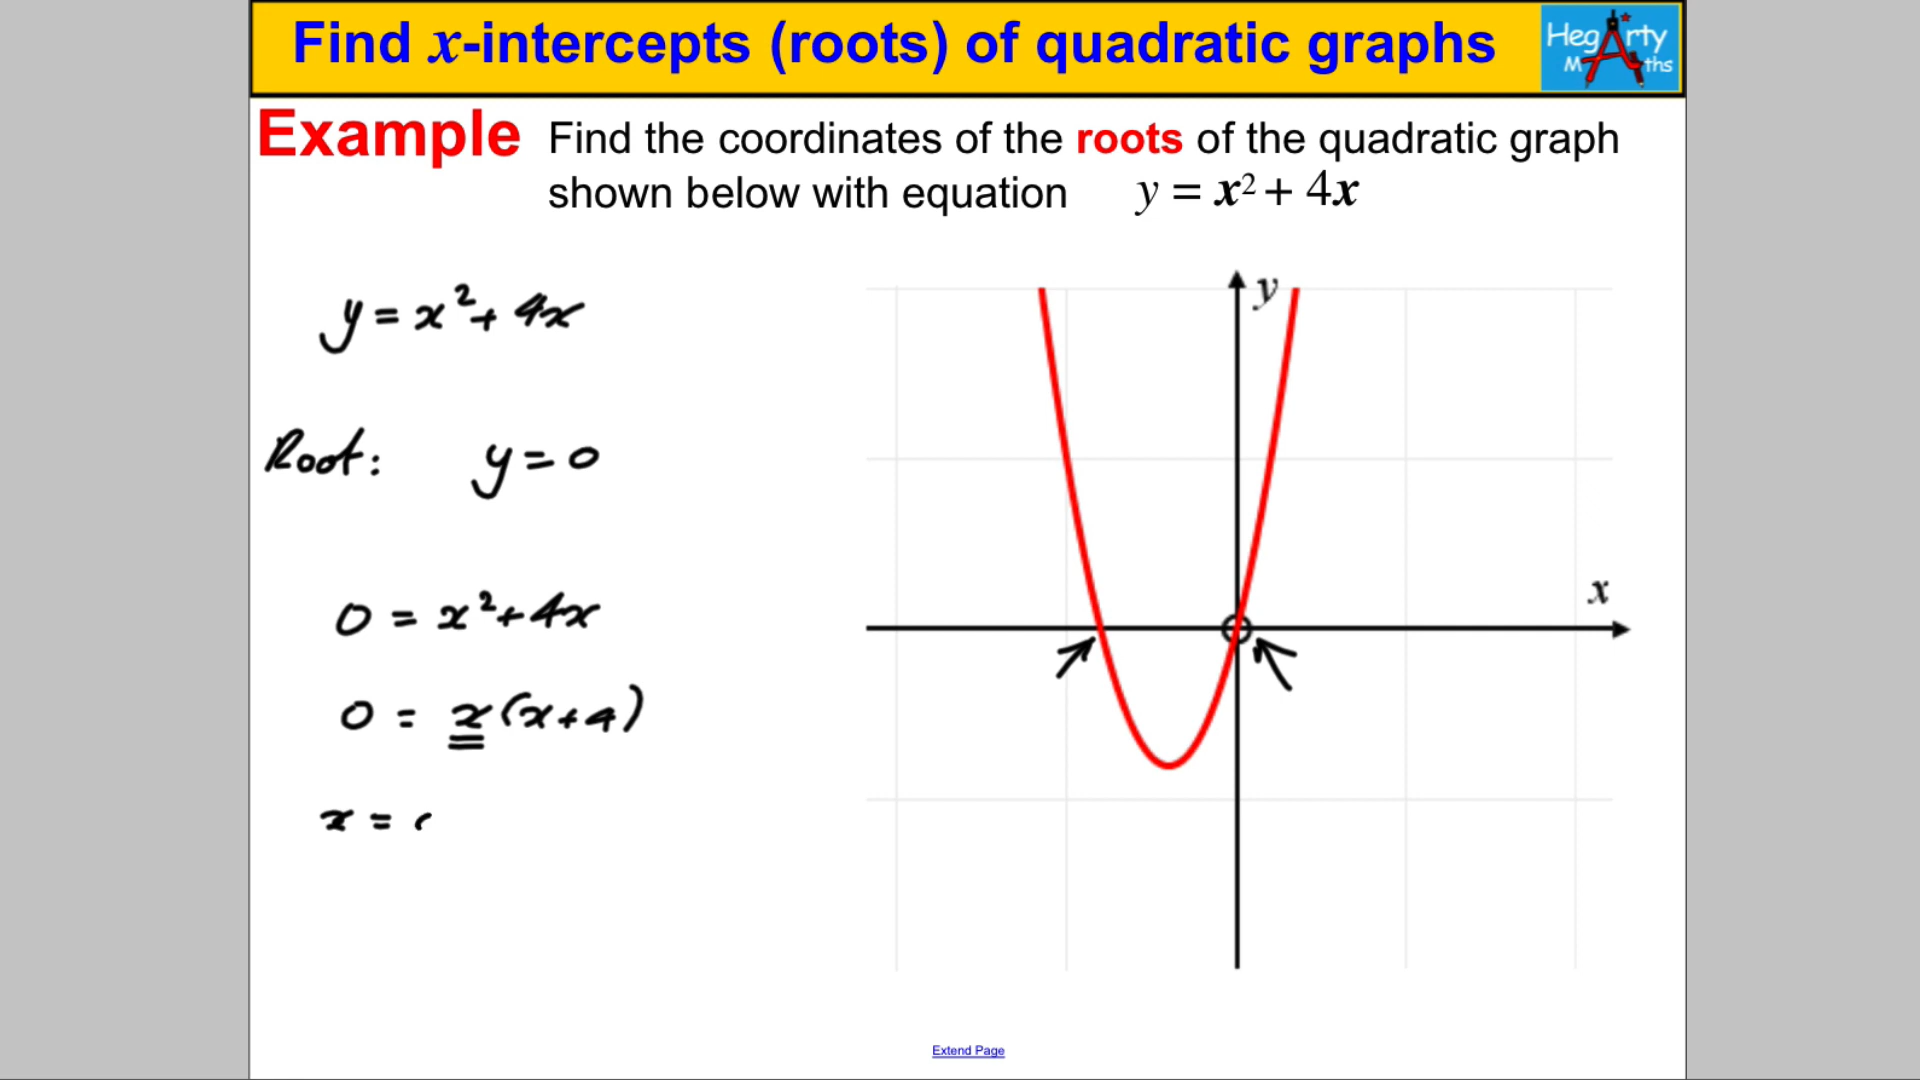 Find x-intercepts (roots) of quadratic graphs
HegArty
Maths
Example Find the coordinates of the roots of the quadratic graph
shown below with equation y = x² + 4x
y = x² + 4x
y
Root: y = 0
x
0 = x² + 4x
0 = x(x+4)
x = (
Extend Page